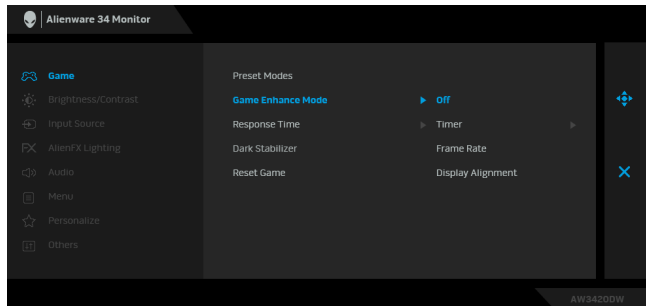 Alienware 34 Monitor
Game
Preset Modes
Brightness/Contrast
Game Enhance Mode
Off
Input Source
Response Time
Timer
AlienFX Lighting
Dark Stabilizer
Frame Rate
Audio
Reset Game
Display Alignment
Menu
Personalize
Others
AW3420DW